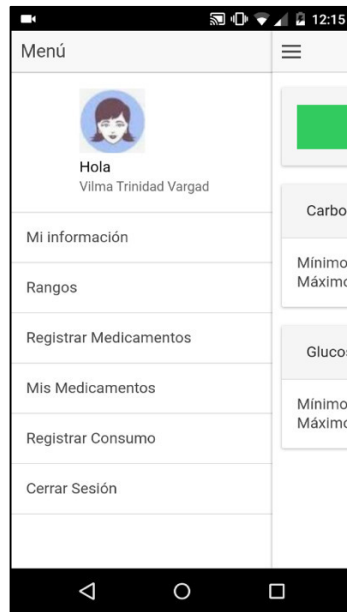 12:15
Menú
Hola
Vilma Trinidad Vargad
Mi información
Rangos
Registrar Medicamentos
Mis Medicamentos
Registrar Consumo
Cerrar Sesión
Carbo
Mínimo
Máximo
Glucos
Mínimo
Máximo